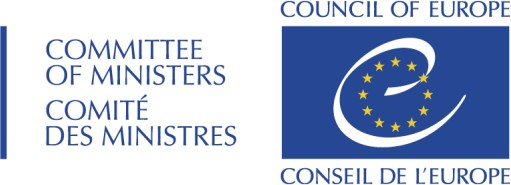 COMMITTEE
OF MINISTERS
COMITÉ
DES MINISTRES
COUNCIL OF EUROPE
CONSEIL DE L'EUROPE